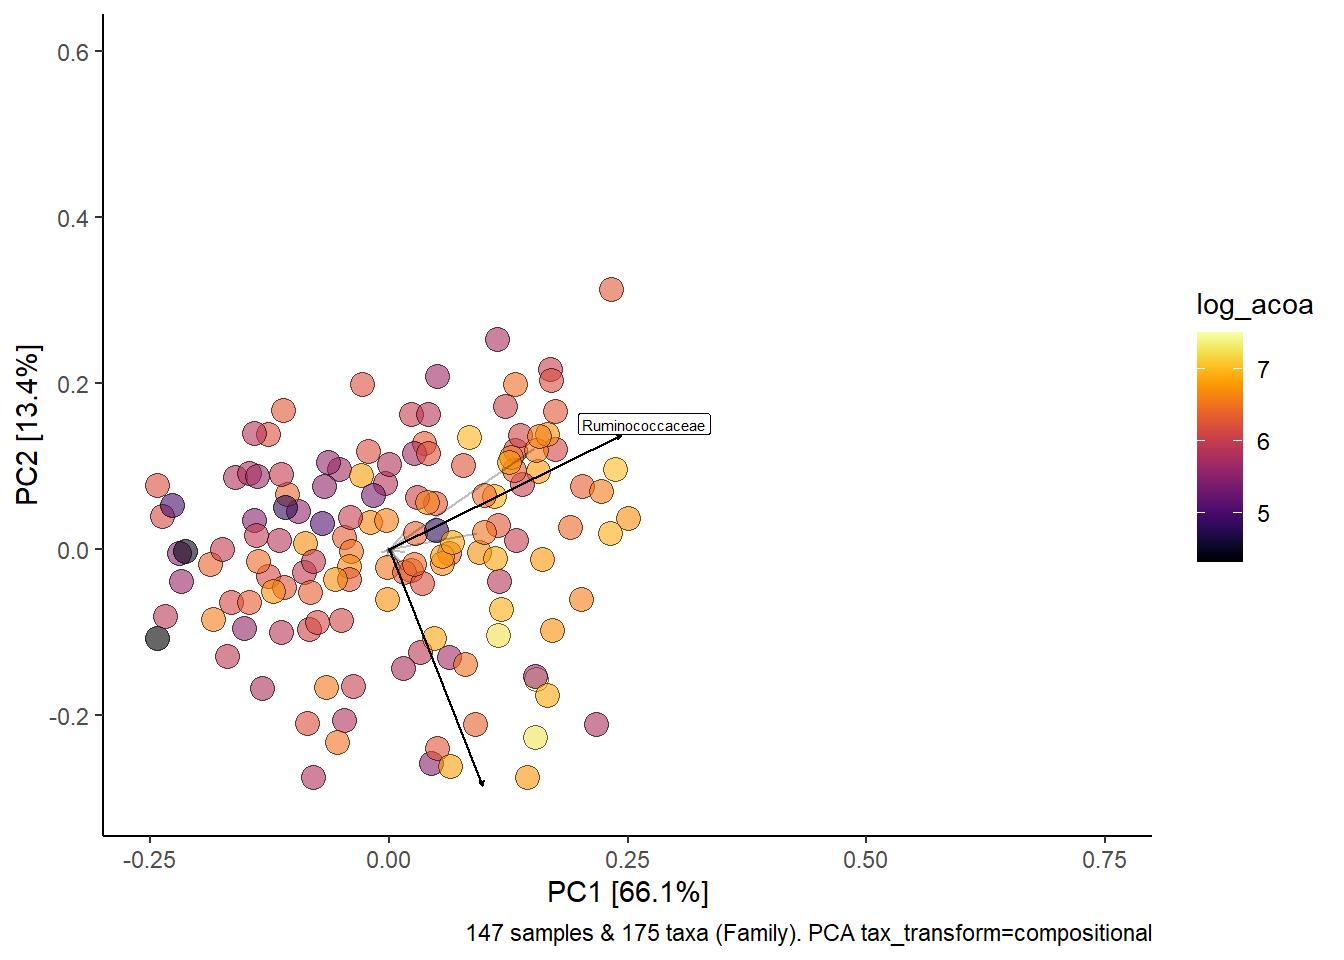 0.6
0.4
0.2
0.0
-0.2
PC2 [13.4%]
Ruminococcaceae
-0.25
0.00
0.25
0.50
0.75
PC1 [66.1%]
147 samples & 175 taxa (Family). PCA tax_transform=compositional
log_acoa
7
6
5